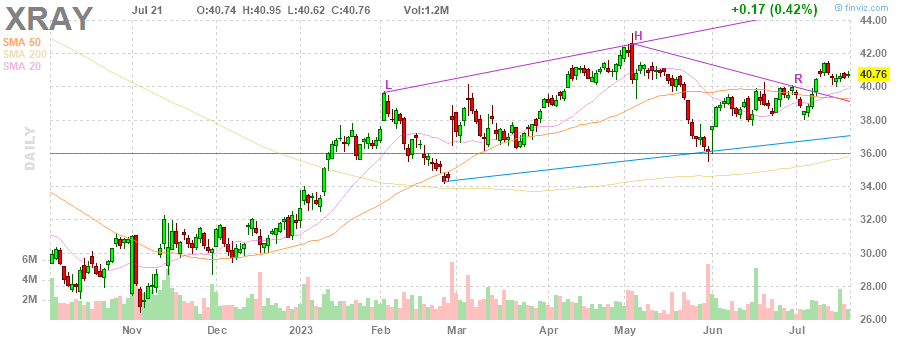 XRAY
Jul 21 O:40.74 H:40.95 L:40.62 C:40.76 Vol:1.2M
+0.17 (0.42%)
finviz.com
SMA 50
SMA 200
SMA 20
DAILY
L
H
R
44.00
42.00
40.76
40.00
38.00
36.00
34.00
32.00
30.00
28.00
26.00
6M
4M
2M
Nov Dec 2023 Feb Mar Apr May Jun Jul